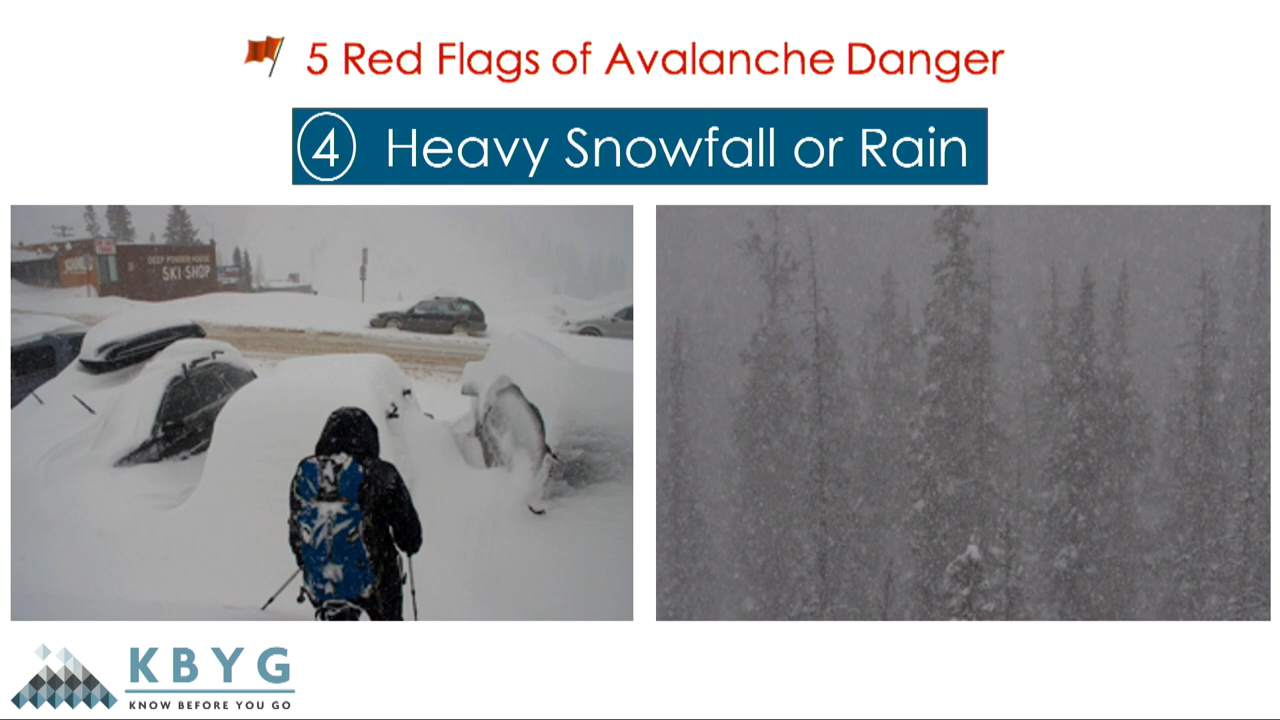 5 Red Flags of Avalanche Danger
4 Heavy Snowfall or Rain
DEEP POWDER HOUSE
SKI SHOP
KBYG
KNOW BEFORE YOU GO